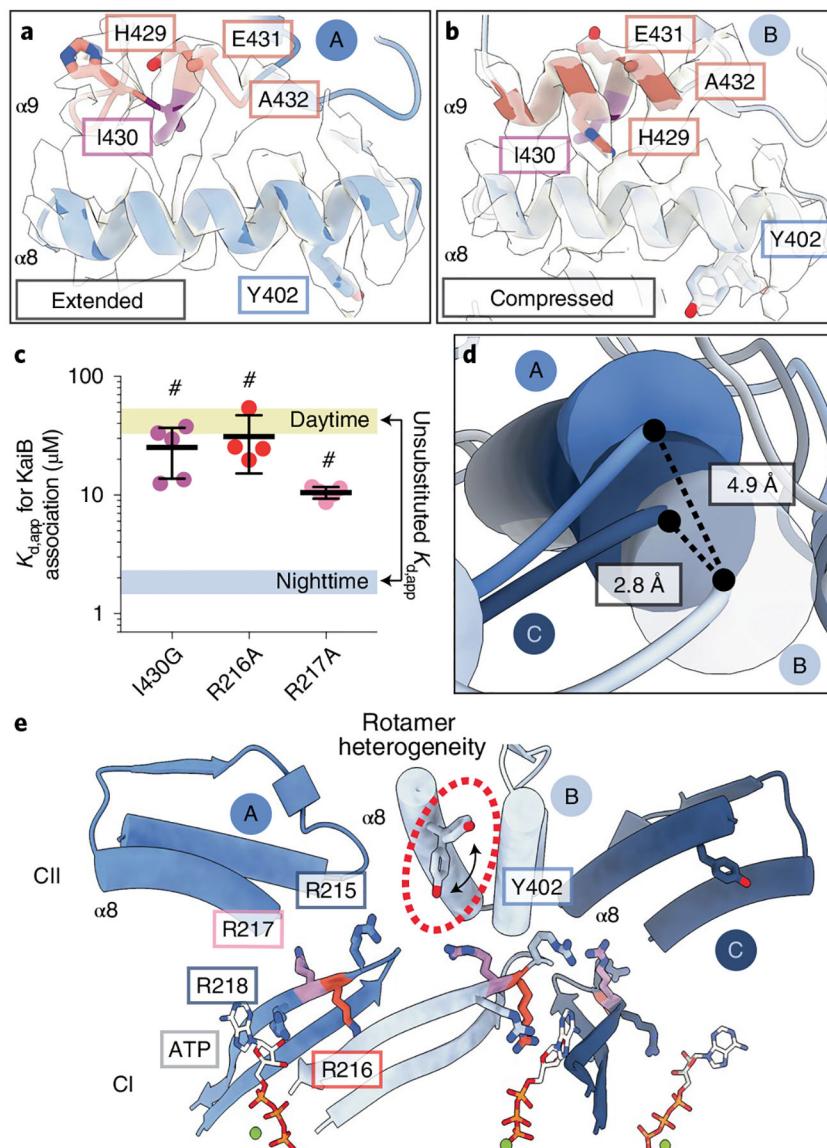 a
H429
E431
A
A432
α9
I430
α8
Y402
Extended
b
E431
B
α9
A432
I430
H429
Y402
α8
Compressed
c
Kd,app for KaiB
association (μM)
100
10
1
#
#
#
Daytime
Nighttime
Unsubstituted Kd,app
I430G
R216A
R217A
d
A
4.9 Å
2.8 Å
C
B
e
Rotamer
heterogeneity
A
α8
B
CII
R215
Y402
α8
α8
R217
C
R218
ATP
R216
CI